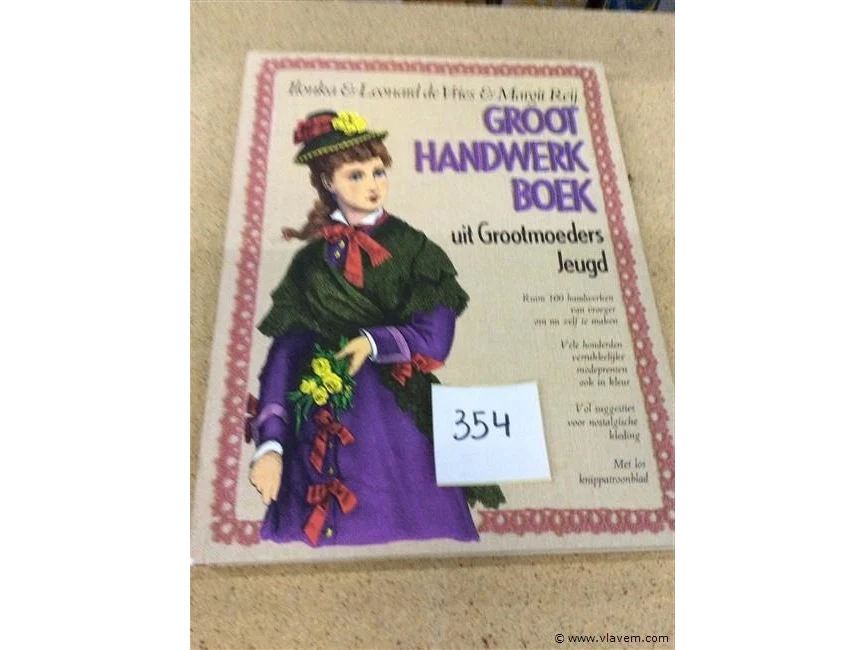 Ilonka & Leonard de Vries & Margit Reij
GROOT
HANDWERK
BOEK
uit Grootmoeders
Jeugd
Ruim 100 handwerken
van vroeger
om nu zelf te maken
Vele honderden
verrukkelijke
modeprenten
ook in kleur
Vol suggesties
voor nostalgische
kleding
Met los
knippatroonblad
354
© www.vlavem.com